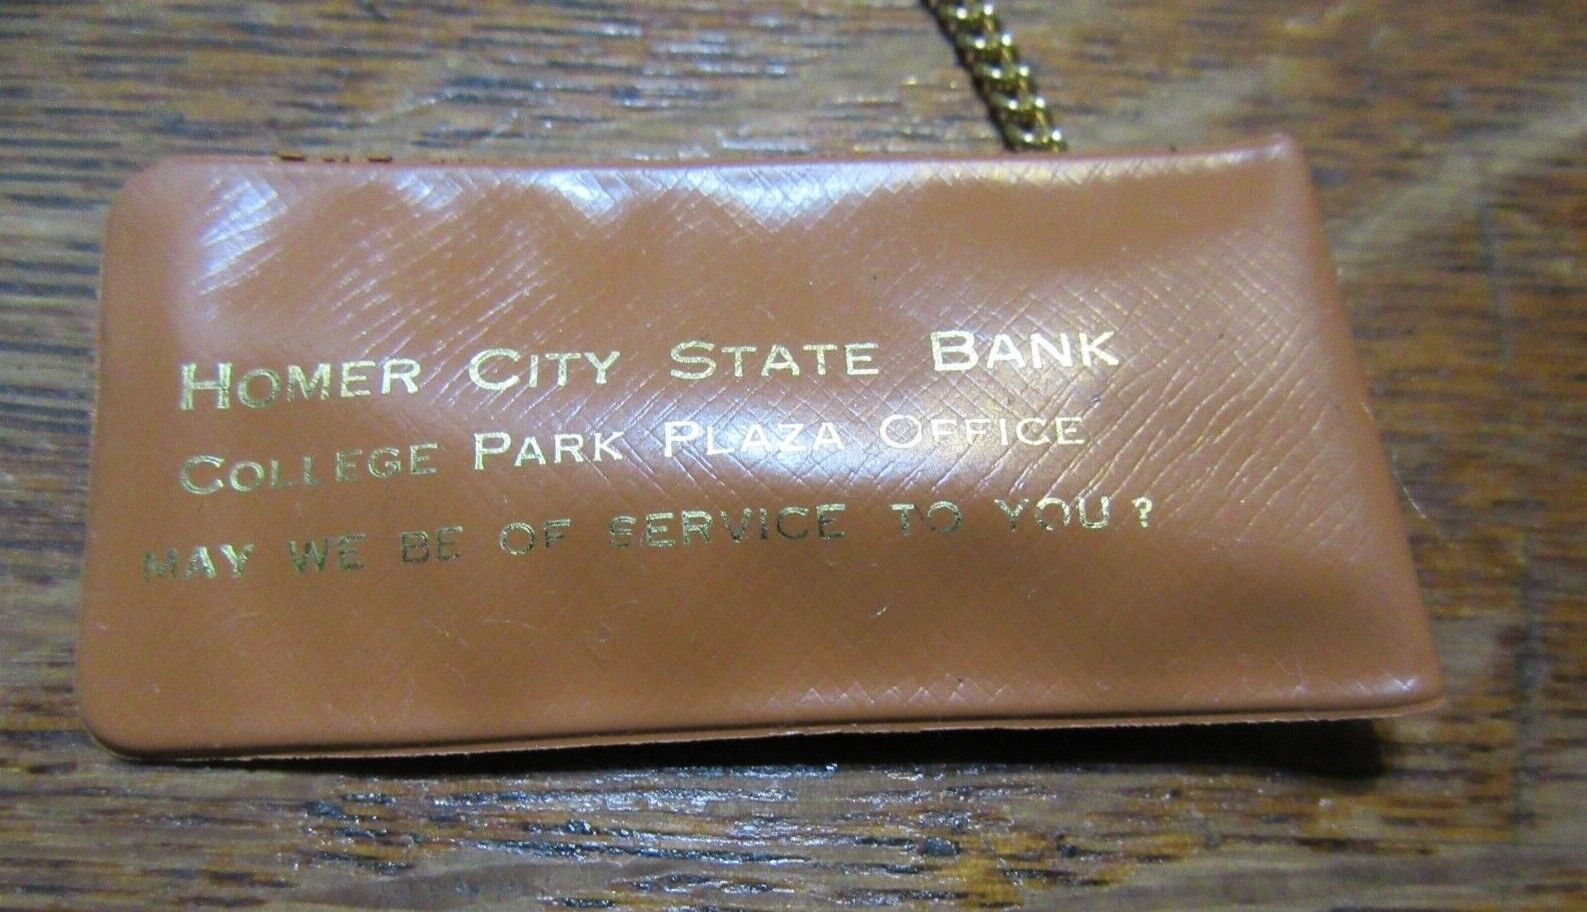 HOMER CITY STATE BANK
COLLEGE PARK PLAZA OFFICE
MAY WE BE OF SERVICE TO YOU?